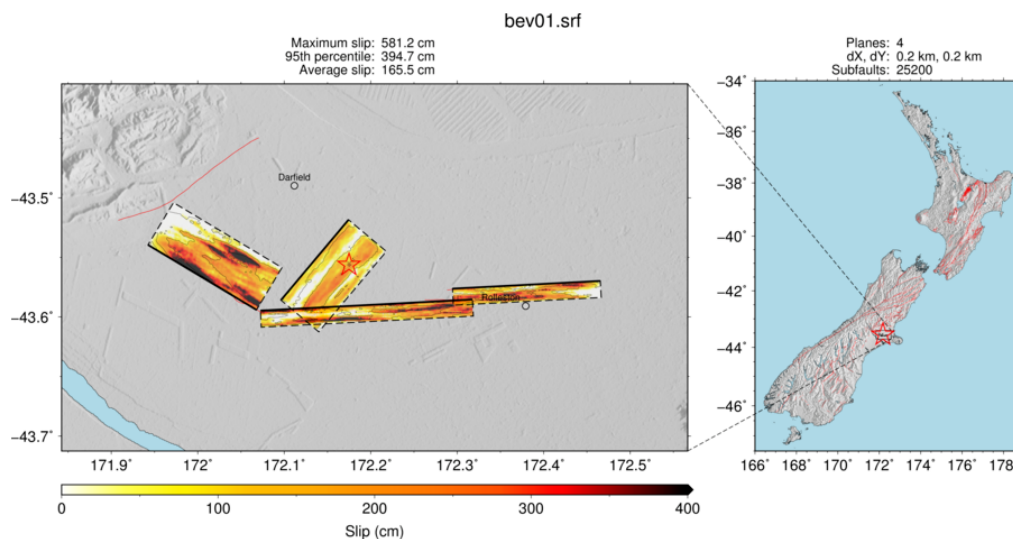 bev01.srf
Maximum slip: 581.2 cm
95th percentile: 394.7 cm
Average slip: 165.5 cm
Planes: 4
dX, dY: 0.2 km, 0.2 km
Subfaults: 25200
Darfield
Rolleston
−43.5˚
−43.6˚
−43.7˚
171.9˚ 172˚ 172.1˚ 172.2˚ 172.3˚ 172.4˚ 172.5˚
0 100 200 300 400
Slip (cm)
−34˚
−36˚
−38˚
−40˚
−42˚
−44˚
−46˚
166˚ 168˚ 170˚ 172˚ 174˚ 176˚ 178˚